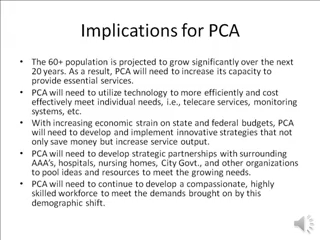 Implications for PCA
• The 60+ population is projected to grow significantly over the next
20 years. As a result, PCA will need to increase its capacity to
provide essential services.
• PCA will need to utilize technology to more efficiently and cost
effectively meet individual needs, i.e., telecare services, monitoring
systems, etc.
• With increasing economic strain on state and federal budgets, PCA
will need to develop and implement innovative strategies that not
only save money but increase service output.
• PCA will need to develop strategic partnerships with surrounding
AAA's, hospitals, nursing homes, City Govt., and other organizations
to pool ideas and resources to meet the growing needs.
• PCA will need to continue to develop a compassionate, highly
skilled workforce to meet the demands brought on by this
demographic shift.